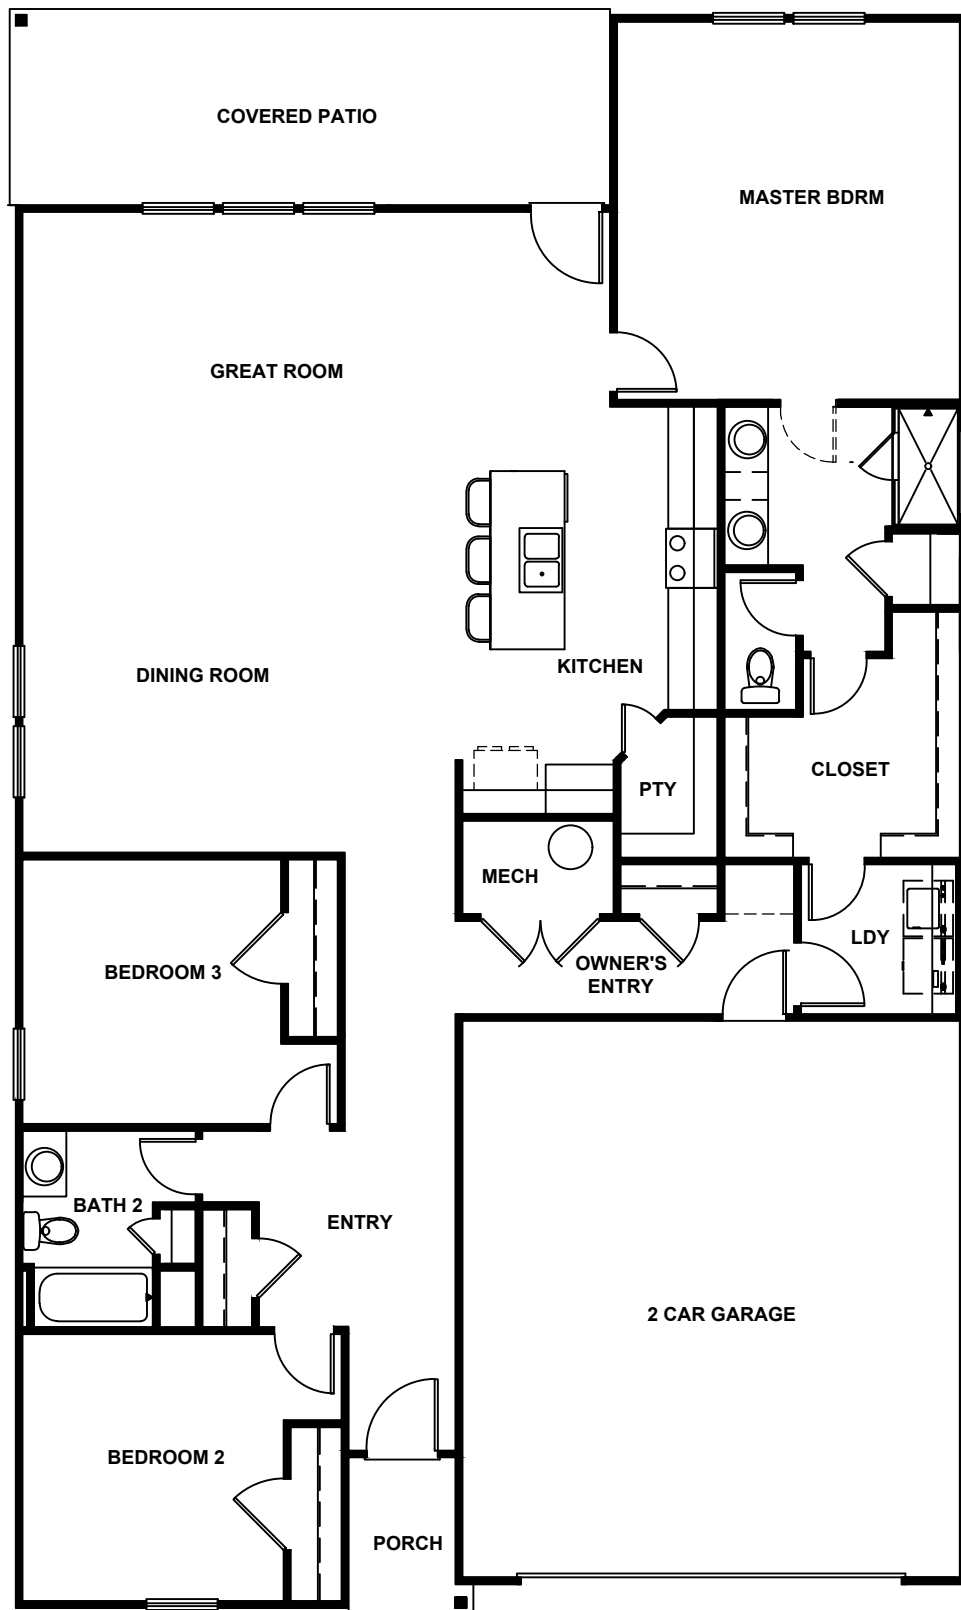 COVERED PATIO
MASTER BDRM
GREAT ROOM
KITCHEN
DINING ROOM
CLOSET
PTY
MECH
LDY
OWNER'S
ENTRY
BEDROOM 3
BATH 2
ENTRY
2 CAR GARAGE
BEDROOM 2
PORCH